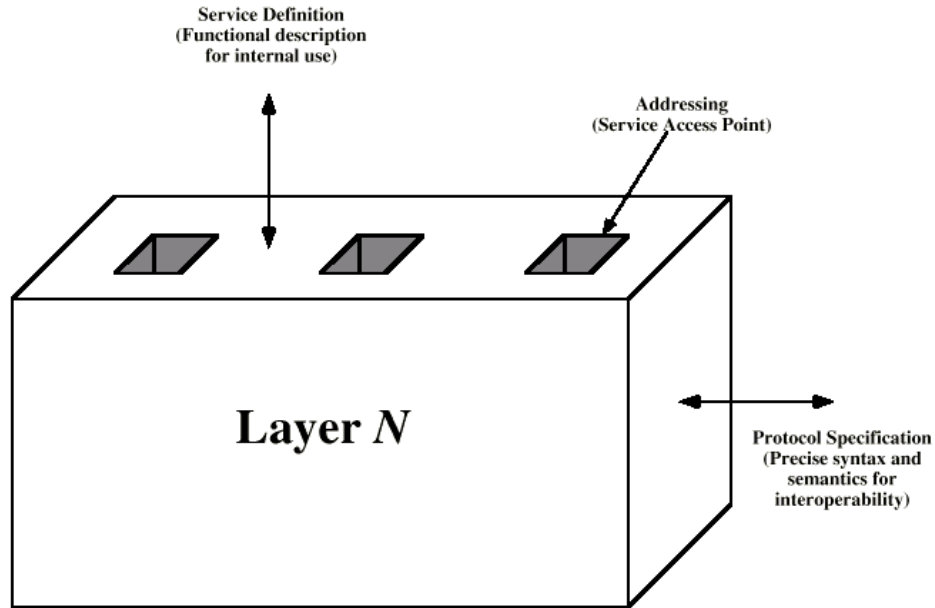 Service Definition
(Functional description
for internal use)
Addressing
(Service Access Point)
Layer N
Protocol Specification
(Precise syntax and
semantics for
interoperability)